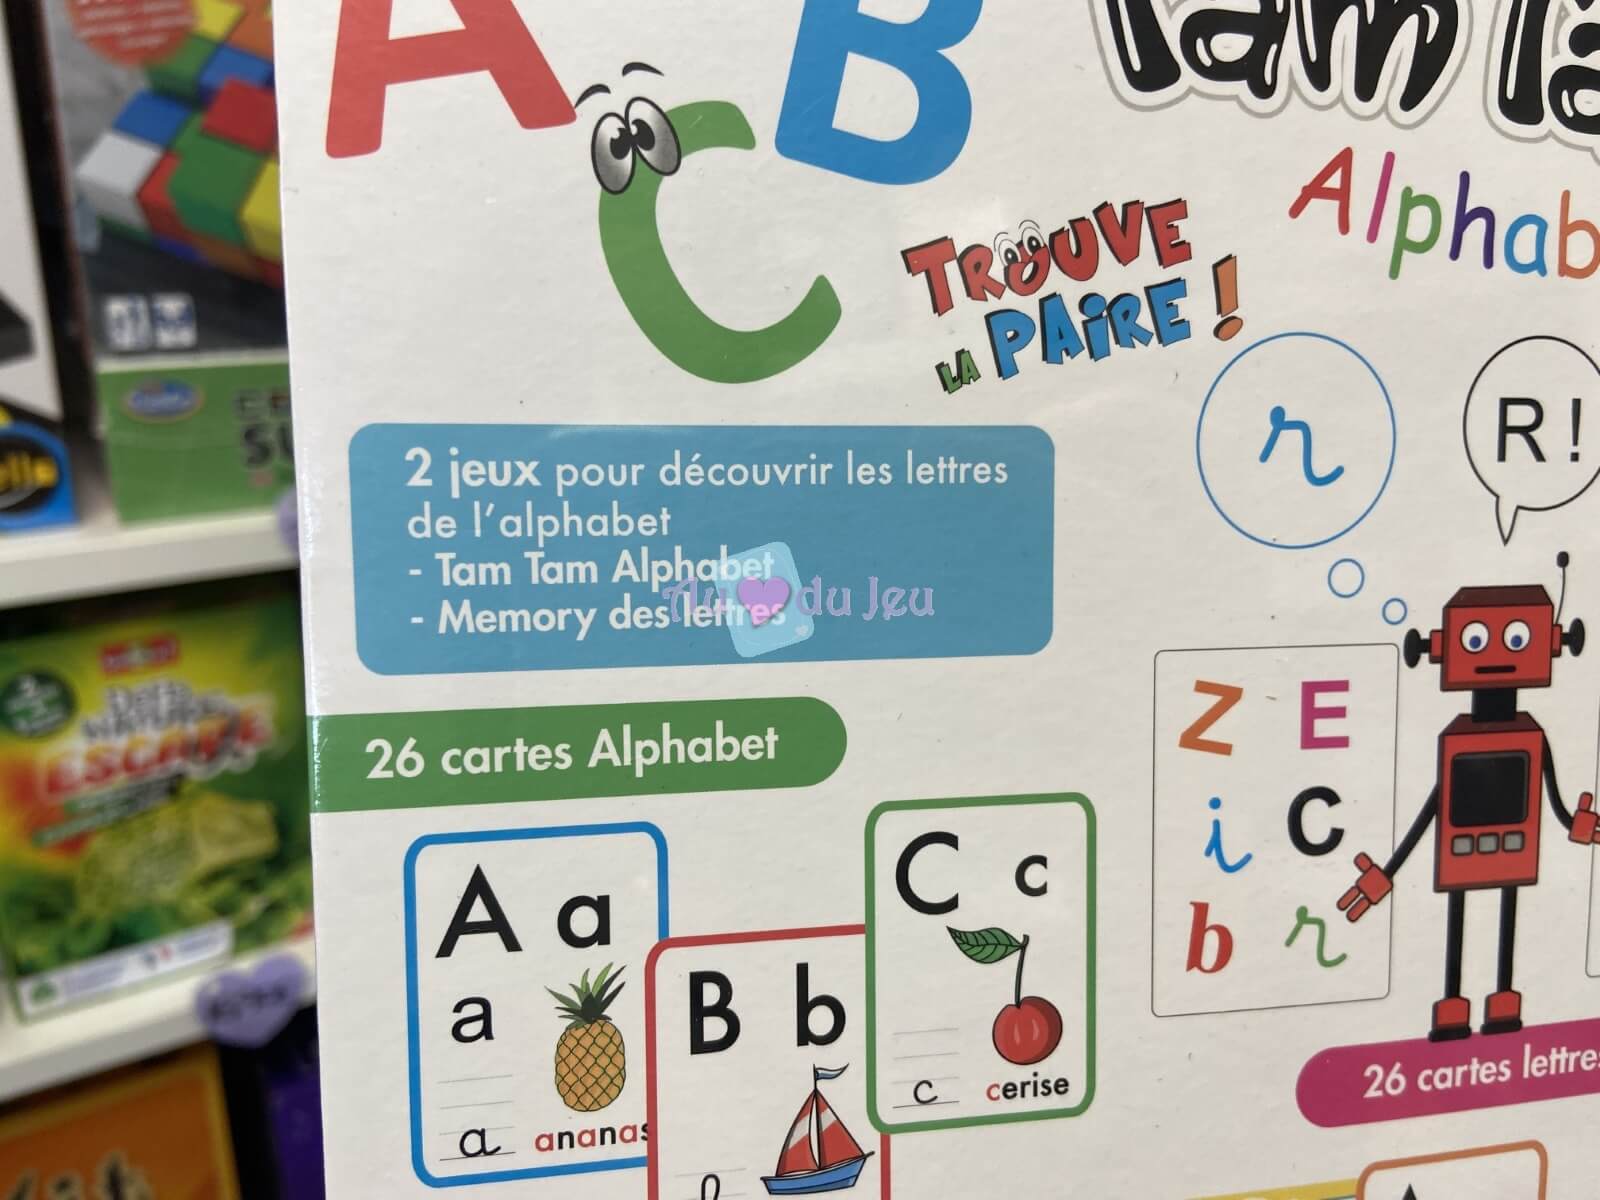 A
B
C
Tam Ta
Alphab
TROUVE
LA PAIRE !
r
R !
2 jeux pour découvrir les lettres
de l'alphabet
- Tam Tam Alphabet
- Memory des lettres
Au du Jeu
26 cartes Alphabet
A a
a
a ananas
B b
C c
c cerise
Z E
i C
b r
26 cartes lettres
ESCAPE